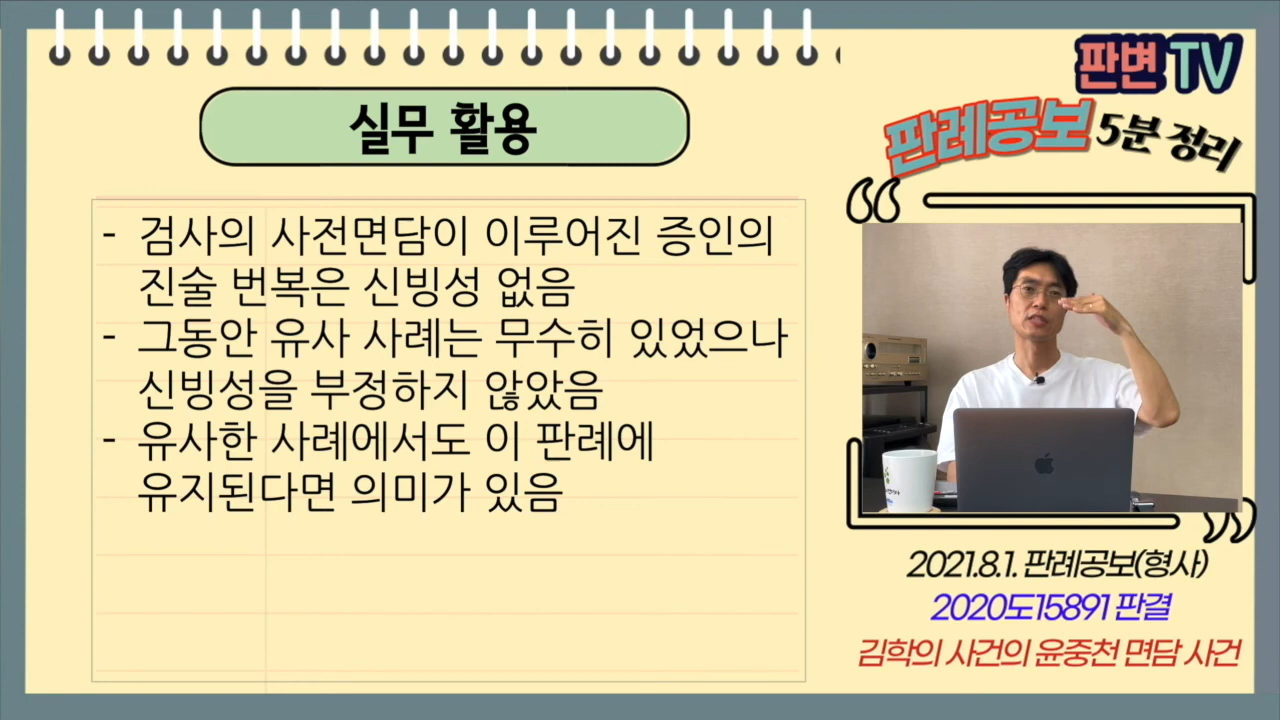 판변 TV
판례공보 5분 정리
실무 활용
- 검사의 사전면담이 이루어진 증인의
진술 번복은 신빙성 없음
- 그동안 유사 사례는 무수히 있었으나
신빙성을 부정하지 않았음
- 유사한 사례에서도 이 판례에
유지된다면 의미가 있음
2021.8.1. 판례공보(형사)
2020도15891 판결
김학의 사건의 윤중천 면담 사건